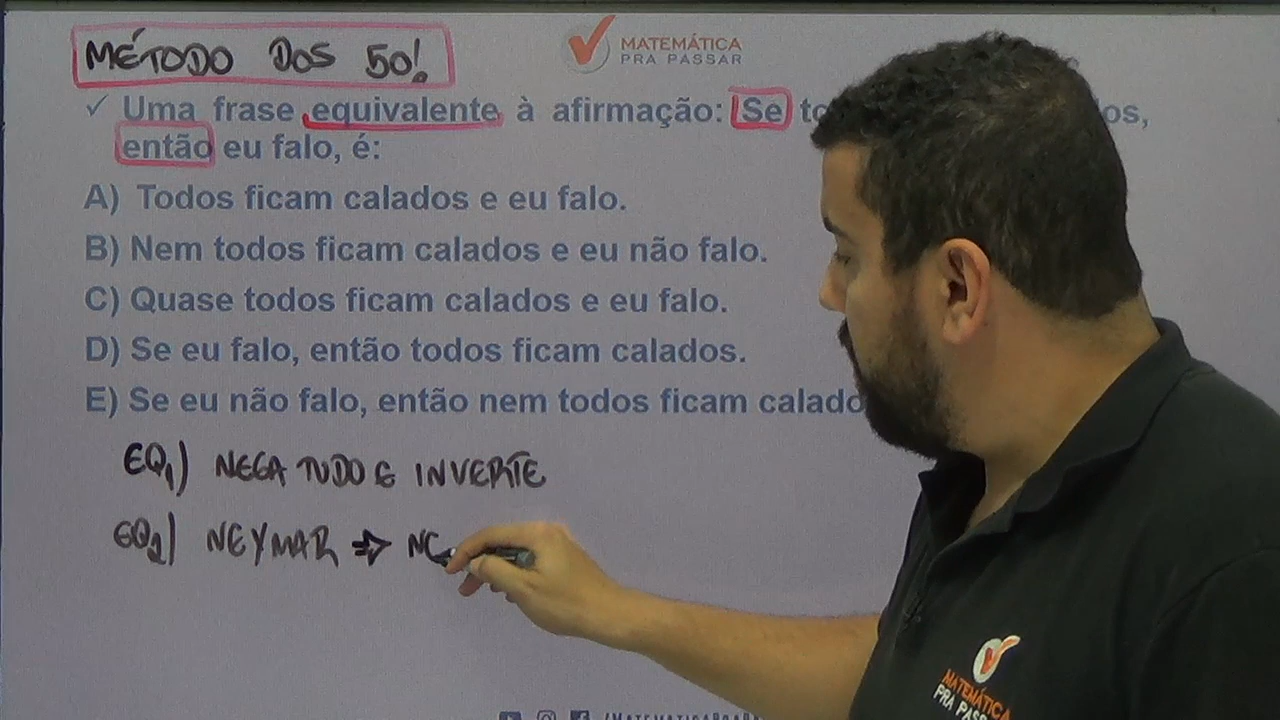 MÉTODO DOS 50!
MATEMÁTICA
PRA PASSAR
✓ Uma frase equivalente à afirmação: Se
então eu falo, é:
A) Todos ficam calados e eu falo.
B) Nem todos ficam calados e eu não falo.
C) Quase todos ficam calados e eu falo.
D) Se eu falo, então todos ficam calados.
E) Se eu não falo, então nem todos ficam calado
EQ1) NEGA TUDO E INVERTE
EQ2) NEYMAR ⇒ NE
MATEMÁTICA
PRA PAS